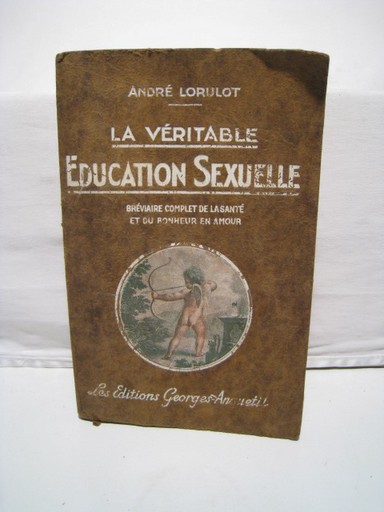 ANDRÉ LORULOT
LA VÉRITABLE
EDUCATION SEXUELLE
BRÉVIAIRE COMPLET DE LA SANTÉ
ET DU BONHEUR EN AMOUR
Les Editions Georges-Anquetil